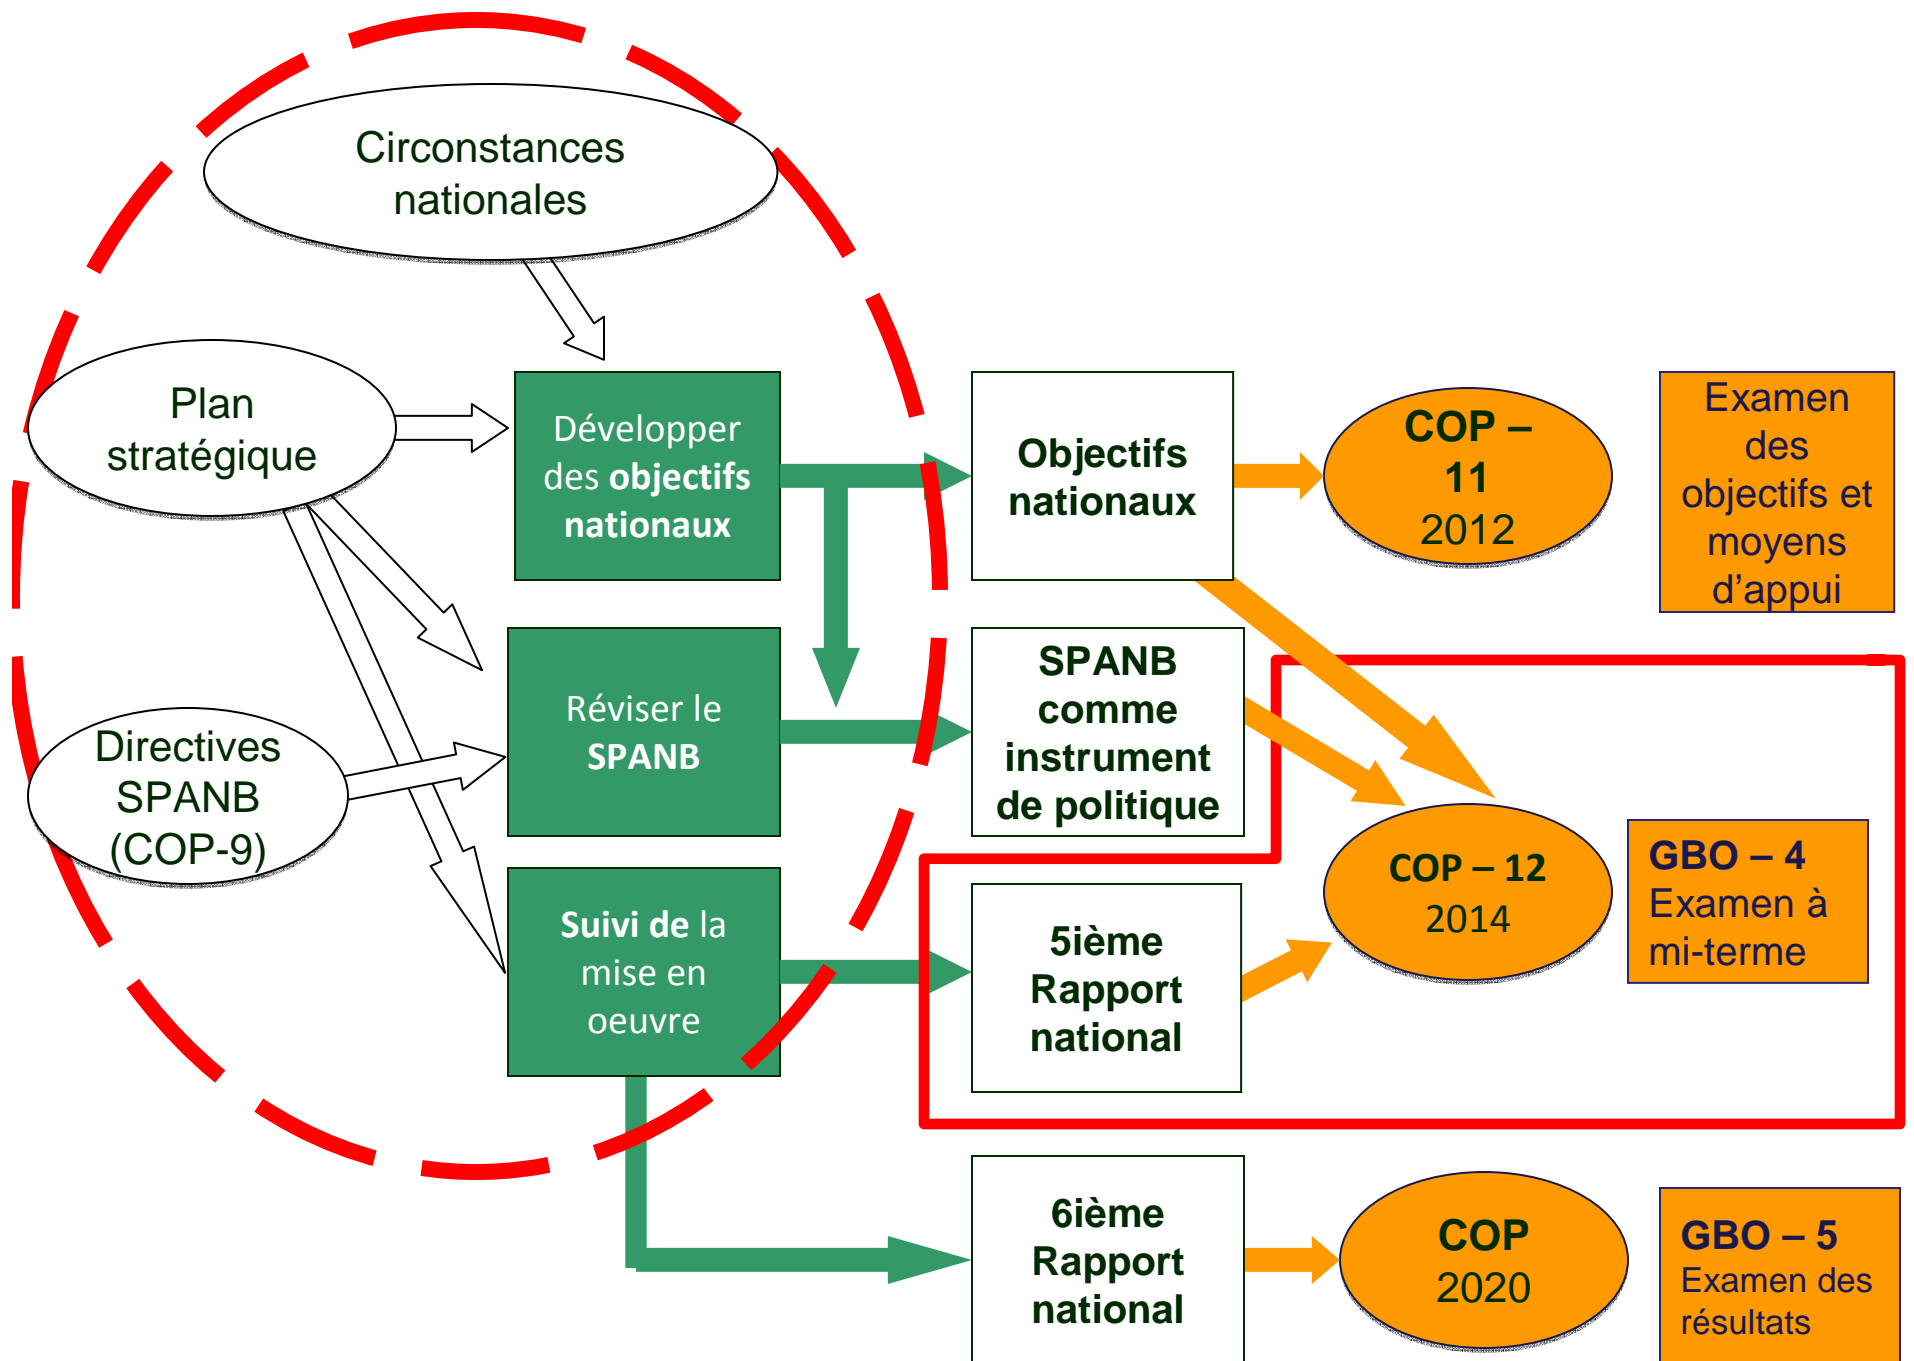 Circonstances
nationales
Plan
stratégique
Directives
SPANB
(COP-9)
Développer
des objectifs
nationaux
Réviser le
SPANB
Suivi de la
mise en
oeuvre
Objectifs
nationaux
SPANB
comme
instrument
de politique
5ième
Rapport
national
6ième
Rapport
national
COP –
11
2012
COP – 12
2014
COP
2020
Examen
des
objectifs et
moyens
d’appui
GBO – 4
Examen à
mi-terme
GBO – 5
Examen des
résultats